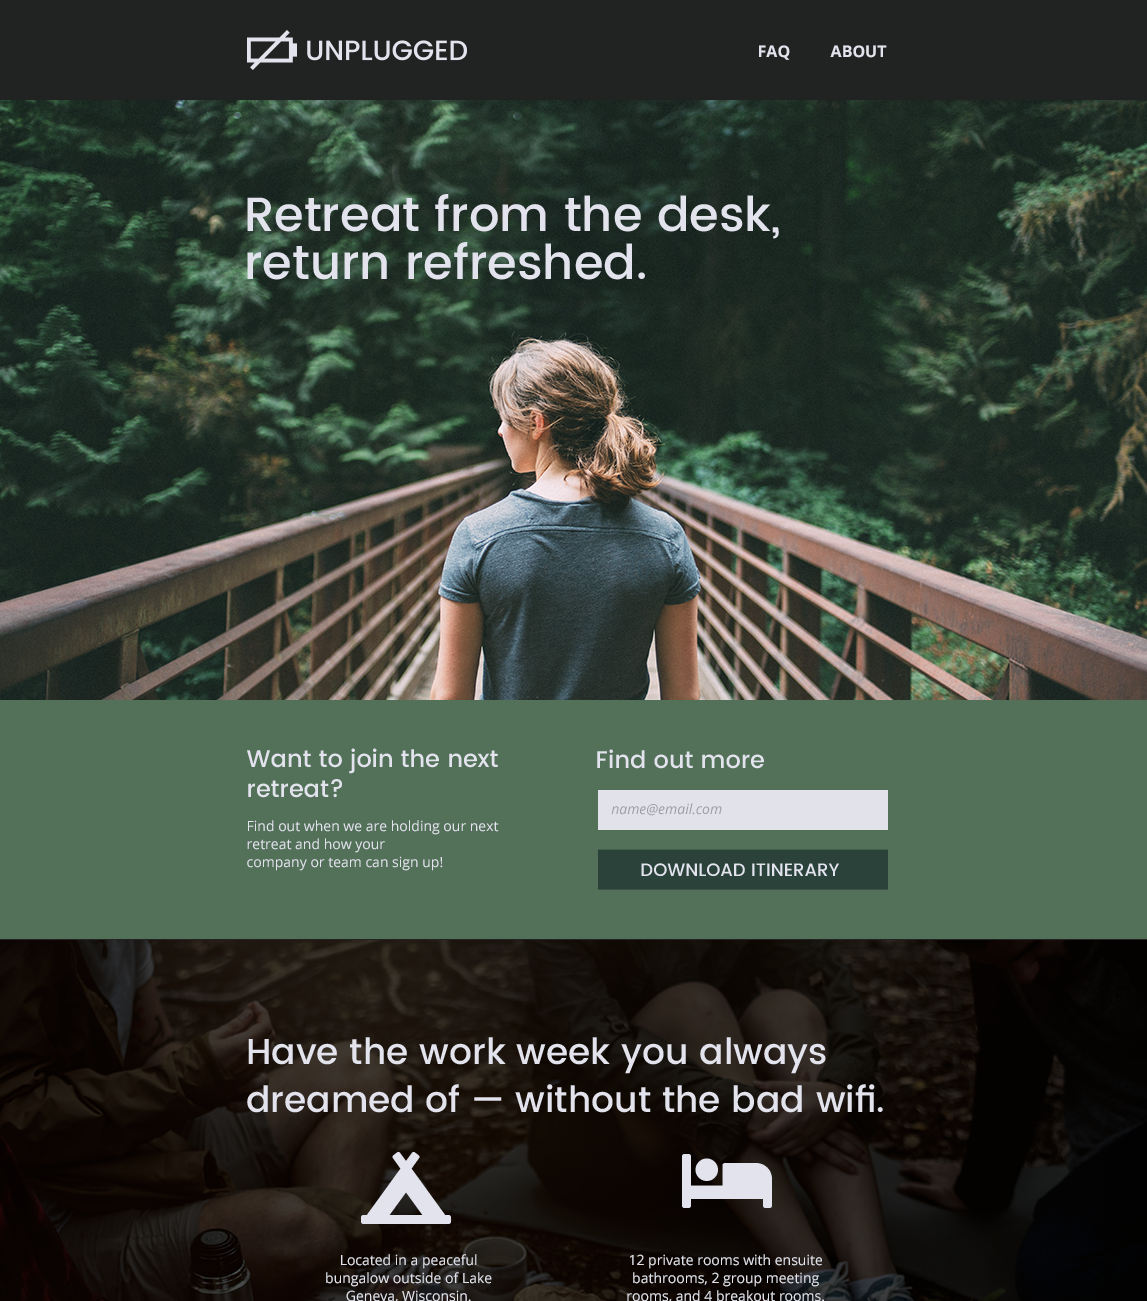 UNPLUGGED
FAQ
ABOUT
Retreat from the desk,
return refreshed.
Want to join the next
retreat?
Find out when we are holding our next
retreat and how your
company or team can sign up!
Find out more
name@email.com
DOWNLOAD ITINERARY
Have the work week you always
dreamed of — without the bad wifi.
Located in a peaceful
bungalow outside of Lake
Geneva, Wisconsin.
12 private rooms with ensuite
bathrooms, 2 group meeting
rooms, and 4 breakout rooms.